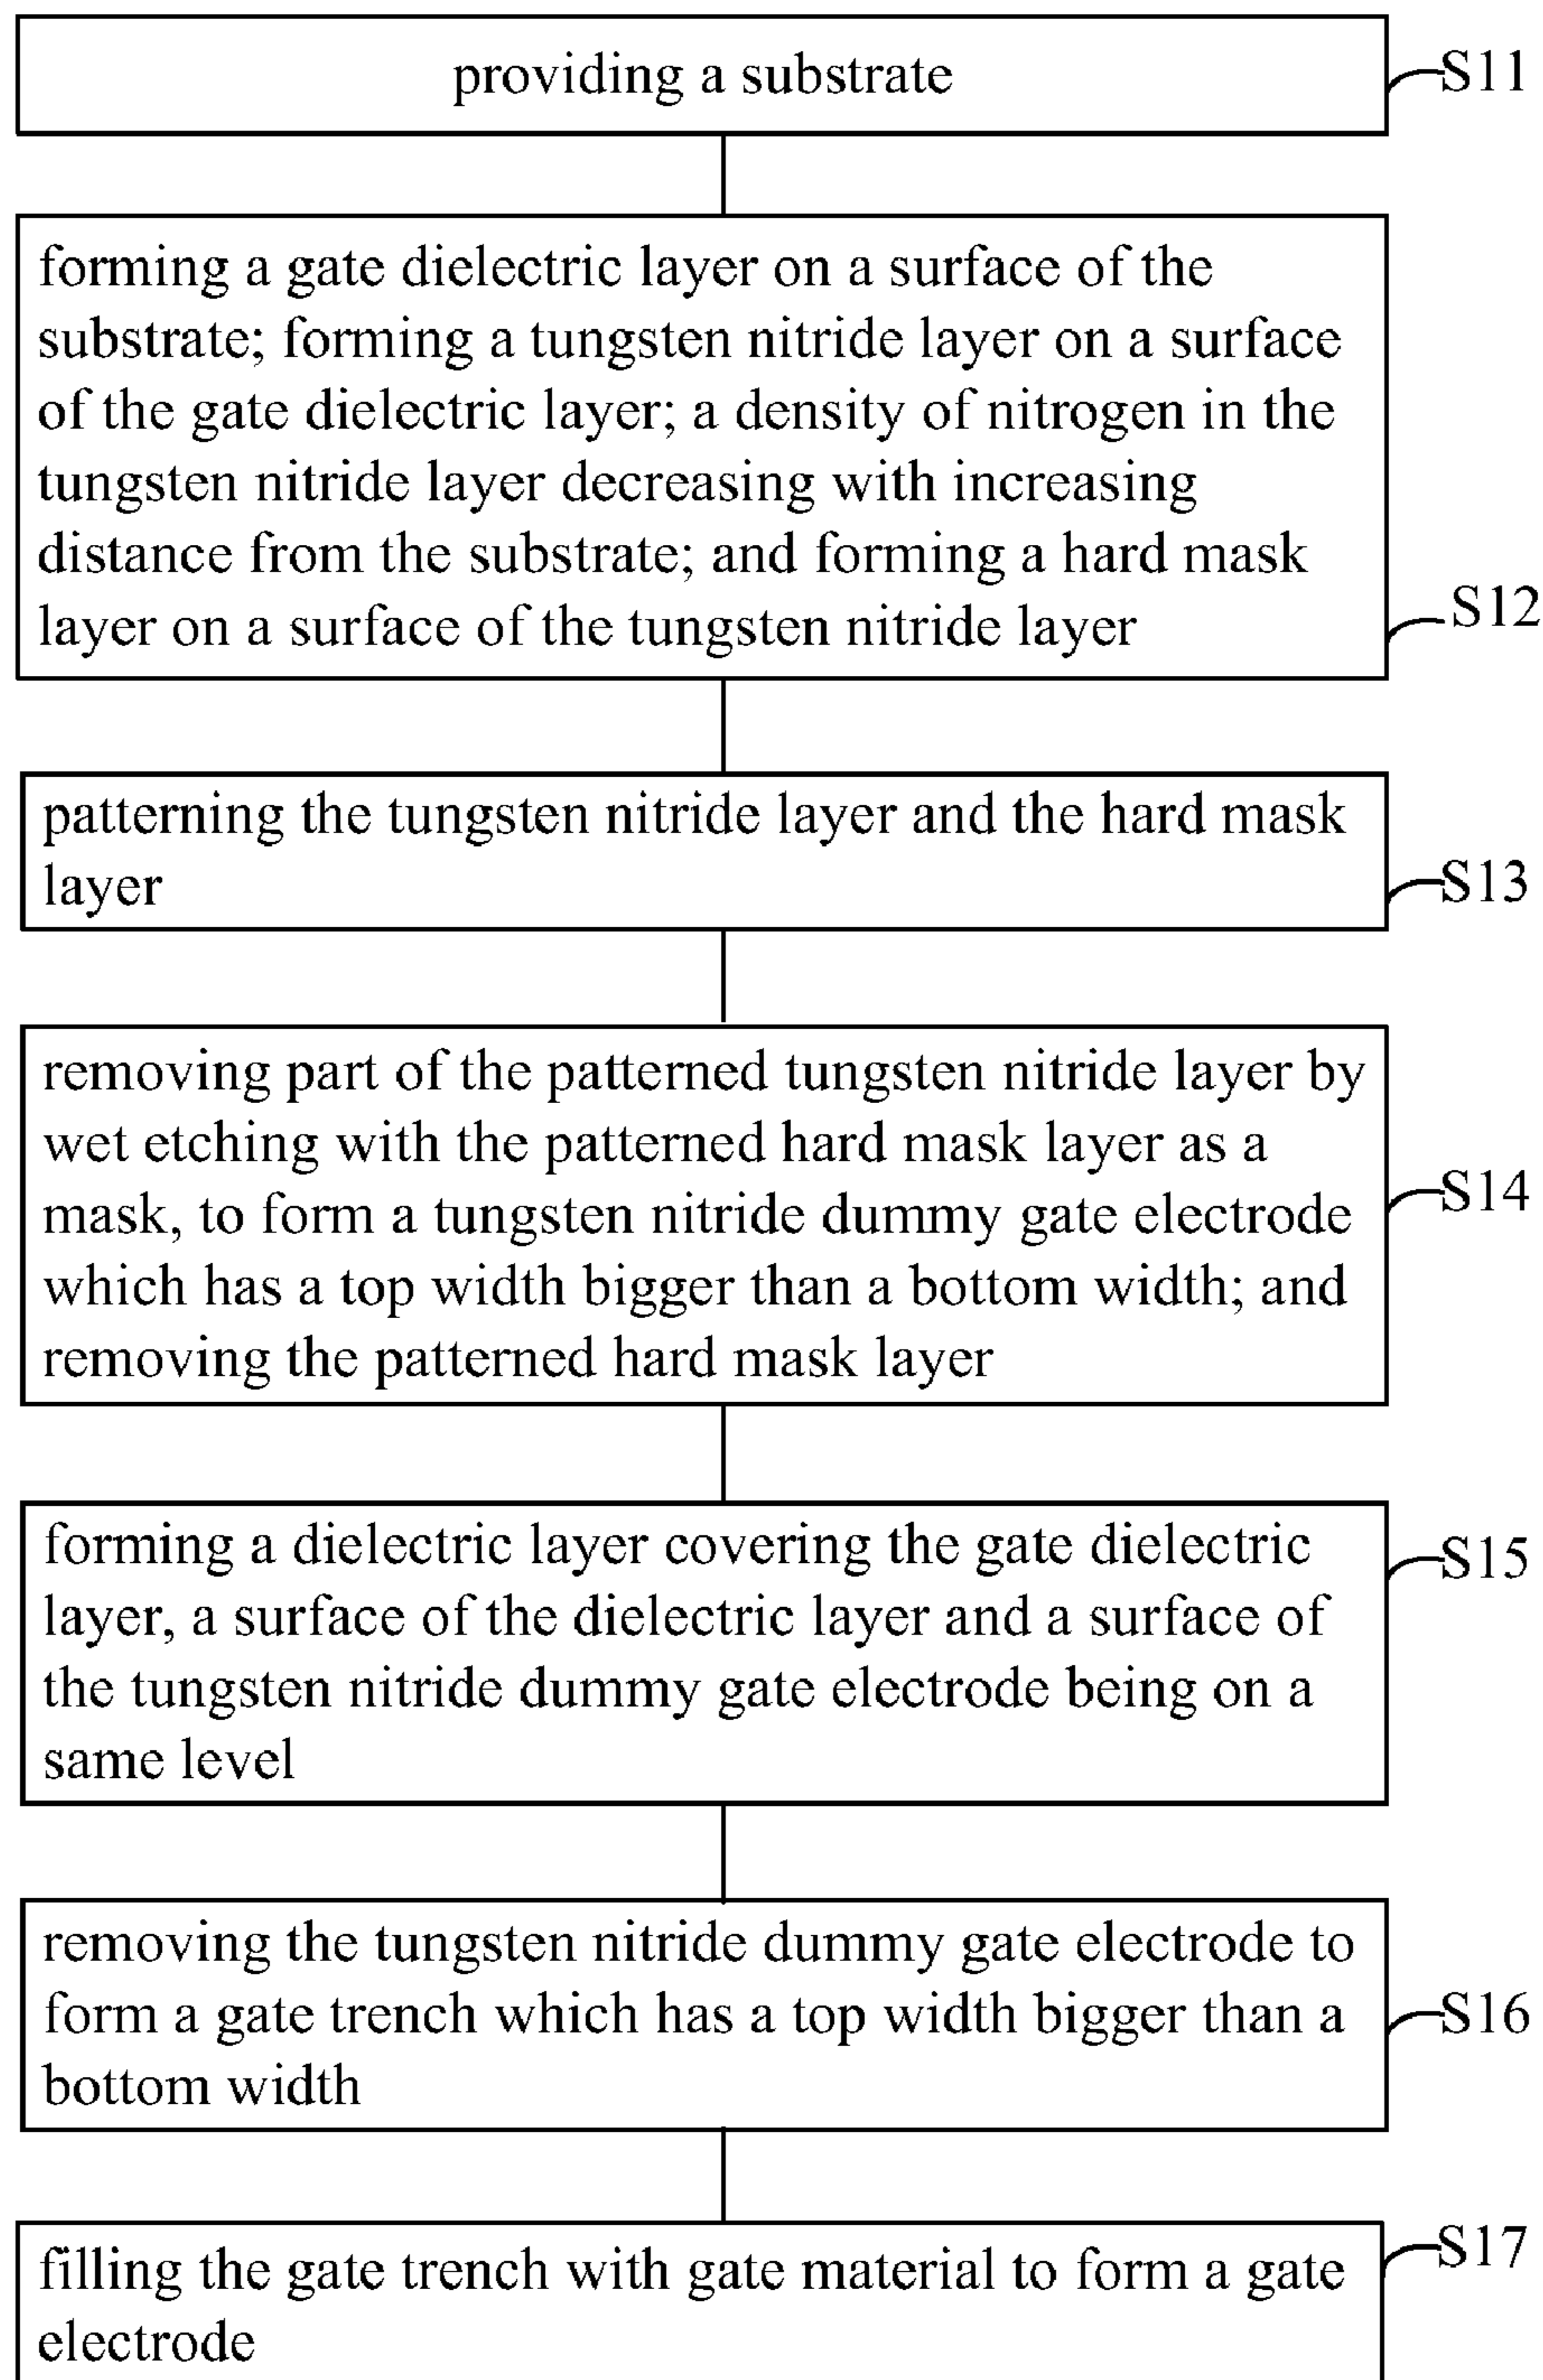 providing a substrate
S11
forming a gate dielectric layer on a surface of the
substrate; forming a tungsten nitride layer on a surface
of the gate dielectric layer; a density of nitrogen in the
tungsten nitride layer decreasing with increasing
distance from the substrate; and forming a hard mask
layer on a surface of the tungsten nitride layer
S12
patterning the tungsten nitride layer and the hard mask
layer
S13
removing part of the patterned tungsten nitride layer by
wet etching with the patterned hard mask layer as a
mask, to form a tungsten nitride dummy gate electrode
which has a top width bigger than a bottom width; and
removing the patterned hard mask layer
S14
forming a dielectric layer covering the gate dielectric
layer, a surface of the dielectric layer and a surface of
the tungsten nitride dummy gate electrode being on a
same level
S15
removing the tungsten nitride dummy gate electrode to
form a gate trench which has a top width bigger than a
bottom width
S16
filling the gate trench with gate material to form a gate
electrode
S17